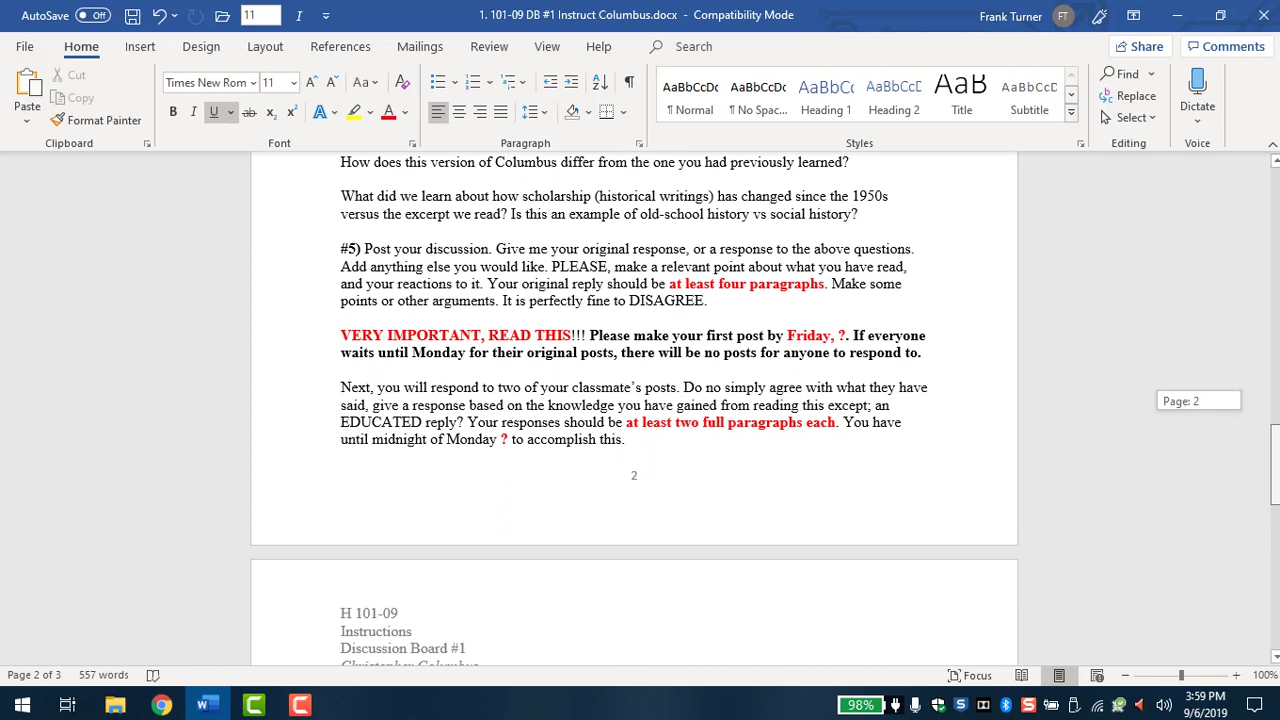 AutoSave Off 11 1. 101-09 DB #1 Instruct Columbus.docx - Compatibility Mode Frank Turner FT
File Home Insert Design Layout References Mailings Review View Help Search Share Comments
Paste Cut Copy Format Painter
Times New Rom 11 Aa
B I U ab x2 x2 A A
AaBbCcDc AaBbCcDc AaBbCc AaBbCcD AaB AaBbCcD
¶ Normal ¶ No Spac... Heading 1 Heading 2 Title Subtitle
Find Replace Select Dictate
Clipboard Font Paragraph Styles Editing Voice
How does this version of Columbus differ from the one you had previously learned?
What did we learn about how scholarship (historical writings) has changed since the 1950s
versus the excerpt we read? Is this an example of old-school history vs social history?
#5) Post your discussion. Give me your original response, or a response to the above questions.
Add anything else you would like. PLEASE, make a relevant point about what you have read,
and your reactions to it. Your original reply should be at least four paragraphs. Make some
points or other arguments. It is perfectly fine to DISAGREE.
VERY IMPORTANT, READ THIS!!! Please make your first post by Friday, ?. If everyone
waits until Monday for their original posts, there will be no posts for anyone to respond to.
Next, you will respond to two of your classmate's posts. Do no simply agree with what they have
said, give a response based on the knowledge you have gained from reading this except; an
EDUCATED reply? Your responses should be at least two full paragraphs each. You have
until midnight of Monday ? to accomplish this.
Page: 2
2
H 101-09
Instructions
Discussion Board #1
Christopher Columbus
Page 2 of 3 557 words Focus 100%
98% 3:59 PM
9/6/2019